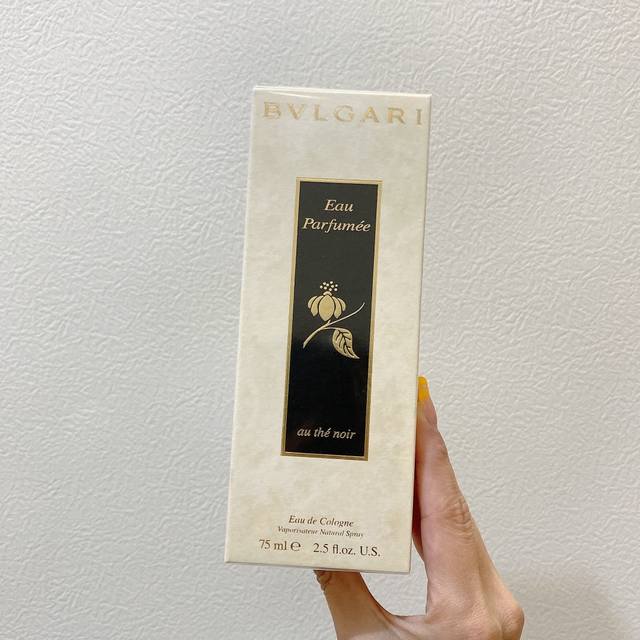 BVLGARI
Eau
Parfumée
au thé noir
Eau de Cologne
Vaporisateur Natural Spray
75 ml ℮ 2.5 fl.oz. U.S.